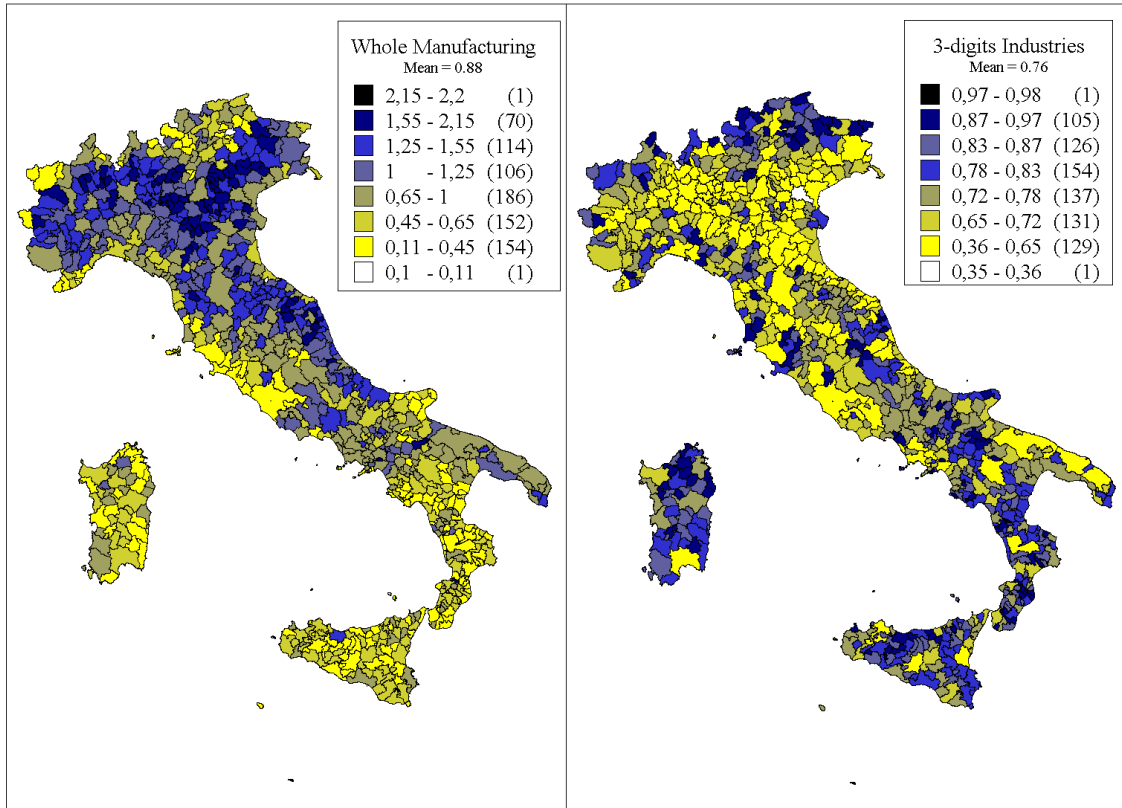 Whole Manufacturing
Mean = 0.88
2,15 - 2,2 (1)
1,55 - 2,15 (70)
1,25 - 1,55 (114)
1 - 1,25 (106)
0.65 - 1 (186)
0,45 - 0,65 (152)
0,11 - 0,45 (154)
0,1 - 0,11 (1)
3-digits Industries
Mean = 0.76
0,97 - 0,98 (1)
0,87 - 0,97 (105)
0,83 - 0,87 (126)
0,78 - 0,83 (154)
0,72 - 0,78 (137)
0,65 - 0,72 (131)
0,36 - 0,65 (129)
0,35 - 0,36 (1)